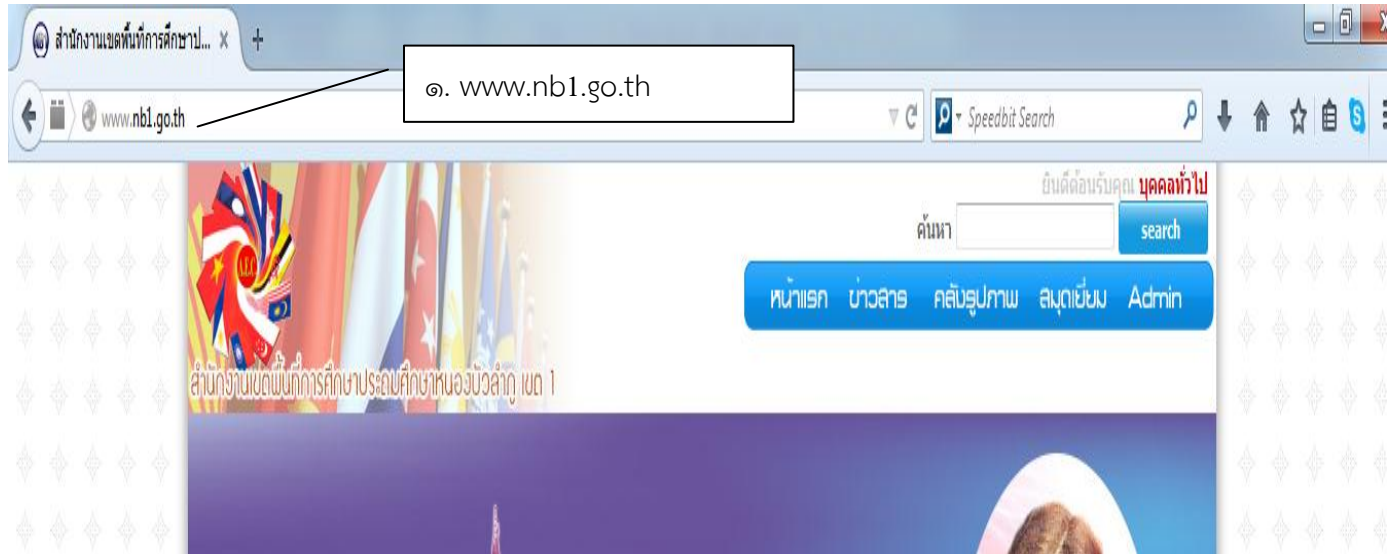 สำนักงานเขตพื้นที่การศึกษาป... × +
๑. www.nb1.go.th
www.nb1.go.th
Speedbit Search
ยินดีต้อนรับคุณ บุคคลทั่วไป
ค้นหา search
หน้าแรก ข่าวสาร คลังรูปภาพ สมุดเยี่ยม Admin
A.E.C.
สำนักงานเขตพื้นที่การศึกษาประถมศึกษาหนองบัวลำภู เขต 1